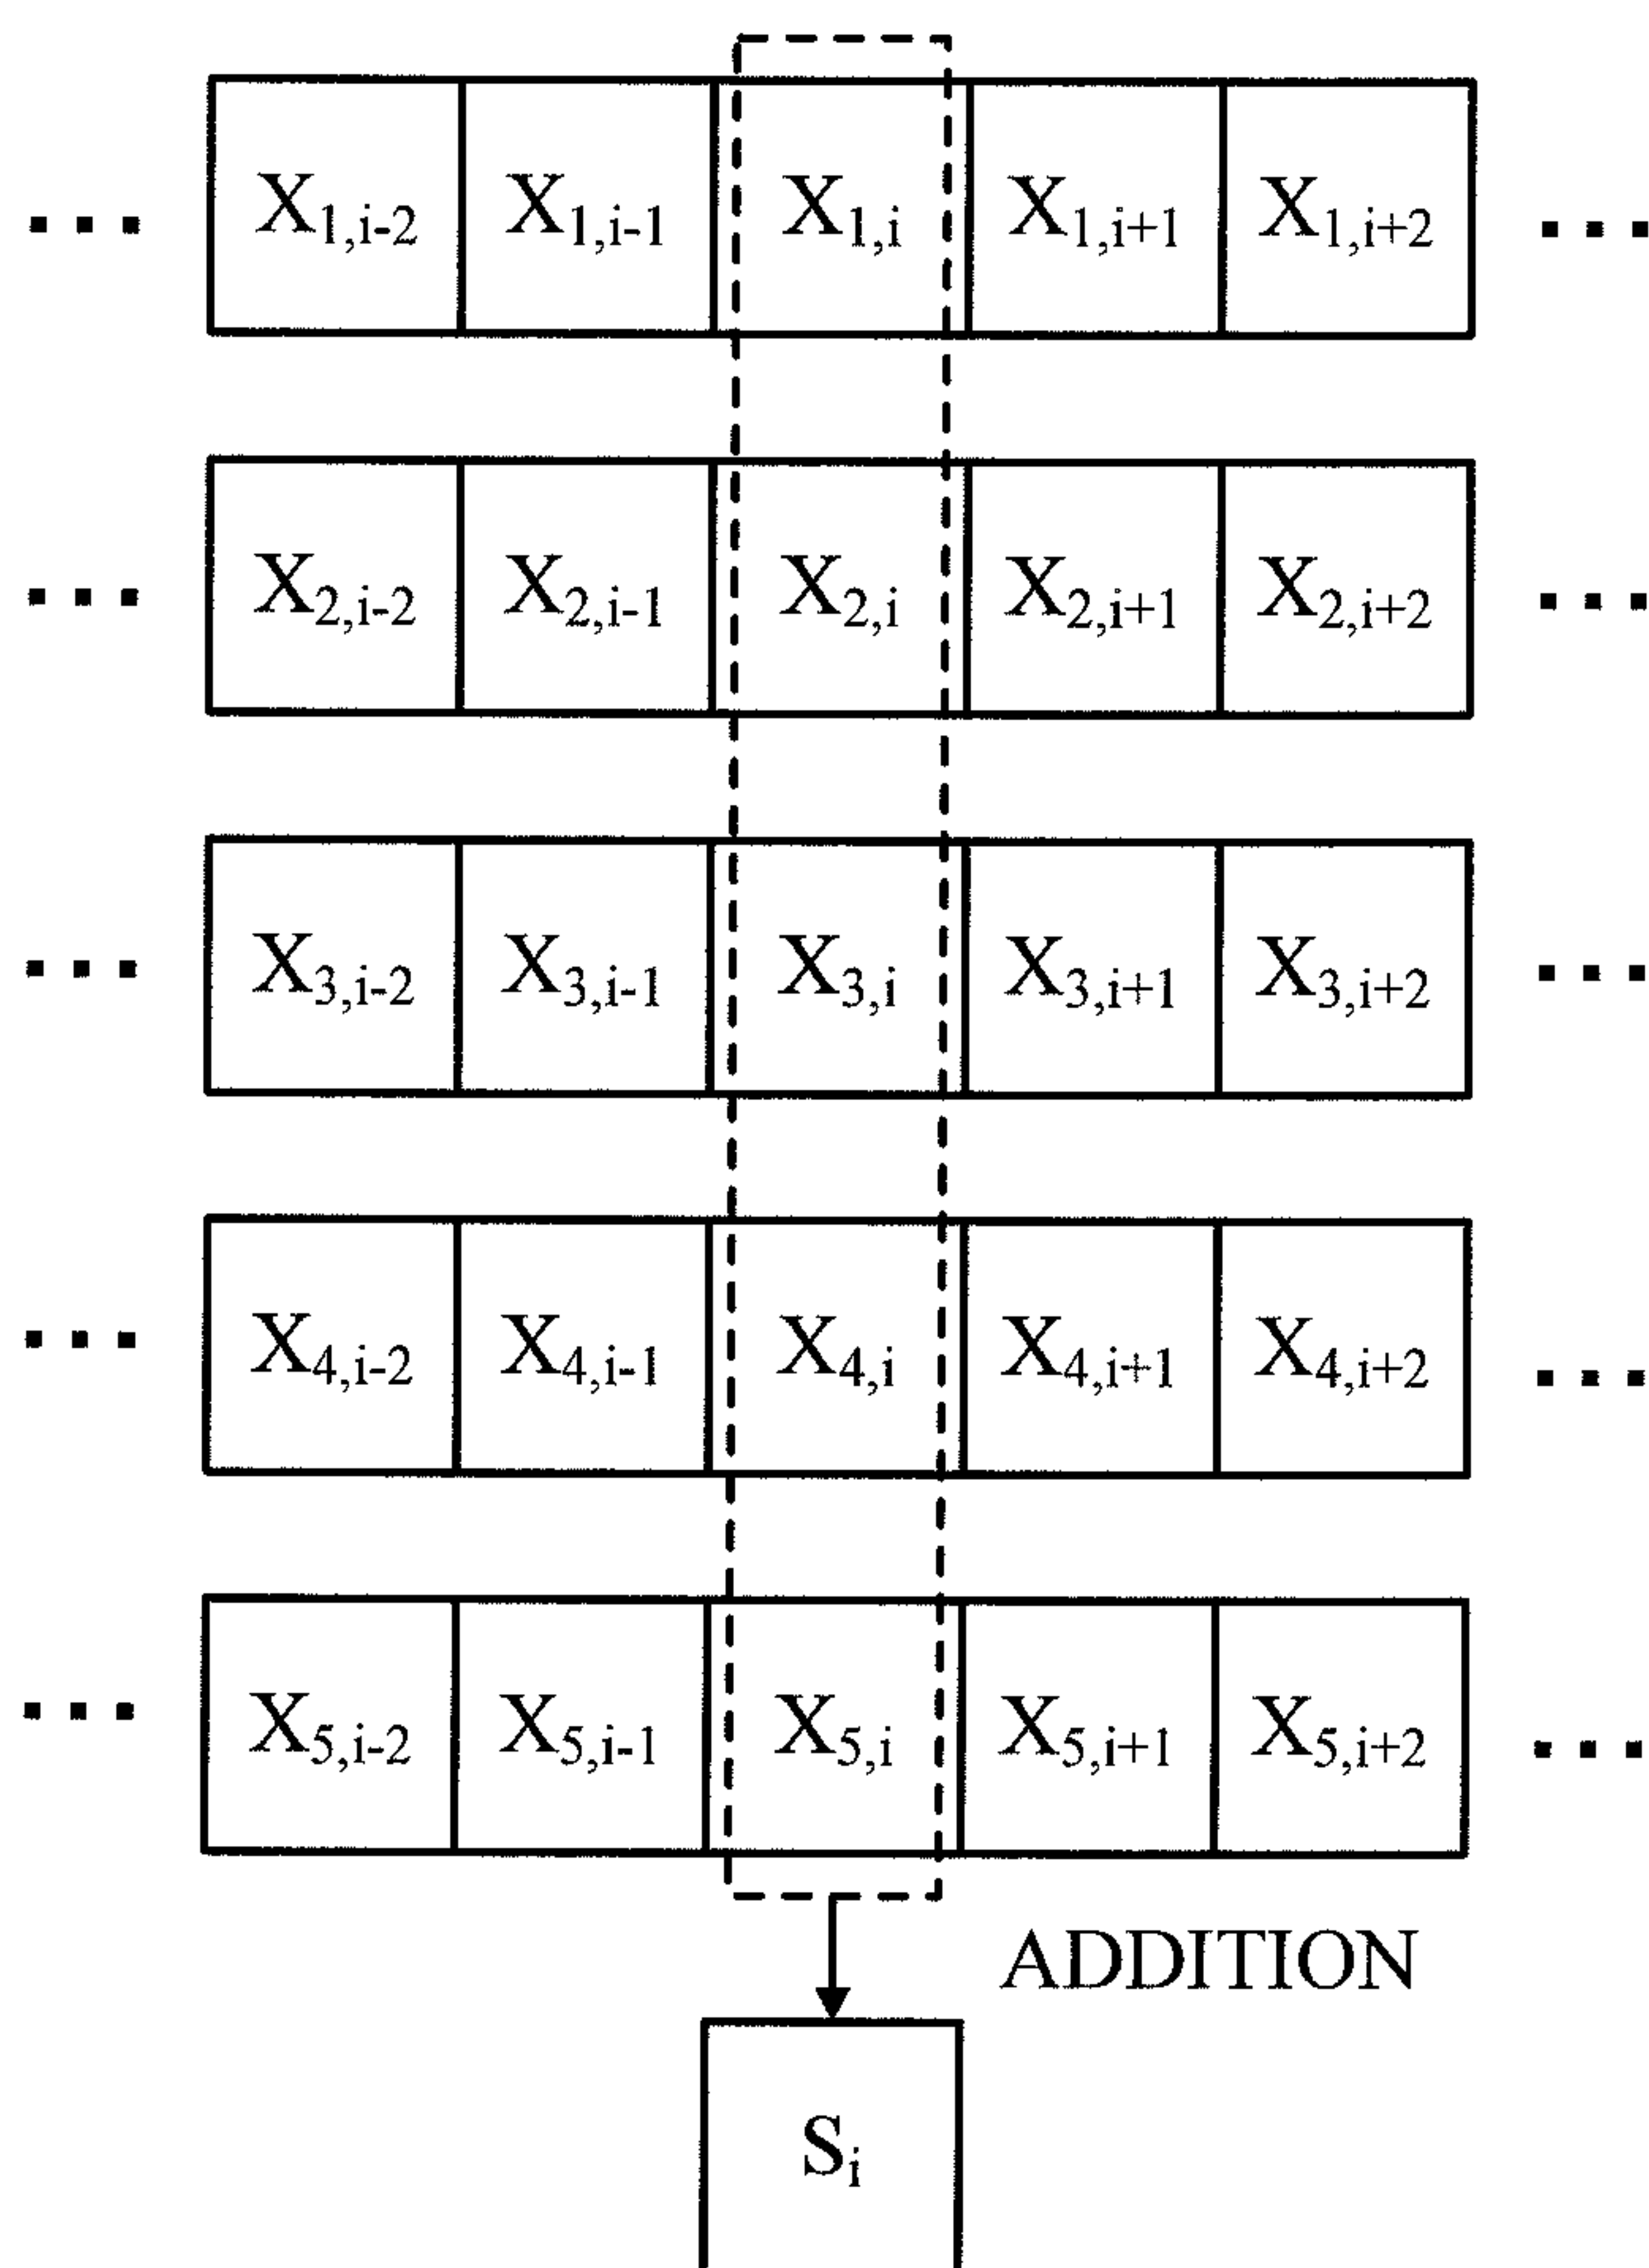 ... X1,i-2 X1,i-1 X1,i X1,i+1 X1,i+2 ...
... X2,i-2 X2,i-1 X2,i X2,i+1 X2,i+2 ...
... X3,i-2 X3,i-1 X3,i X3,i+1 X3,i+2 ...
... X4,i-2 X4,i-1 X4,i X4,i+1 X4,i+2 ...
... X5,i-2 X5,i-1 X5,i X5,i+1 X5,i+2 ...
ADDITION
Si